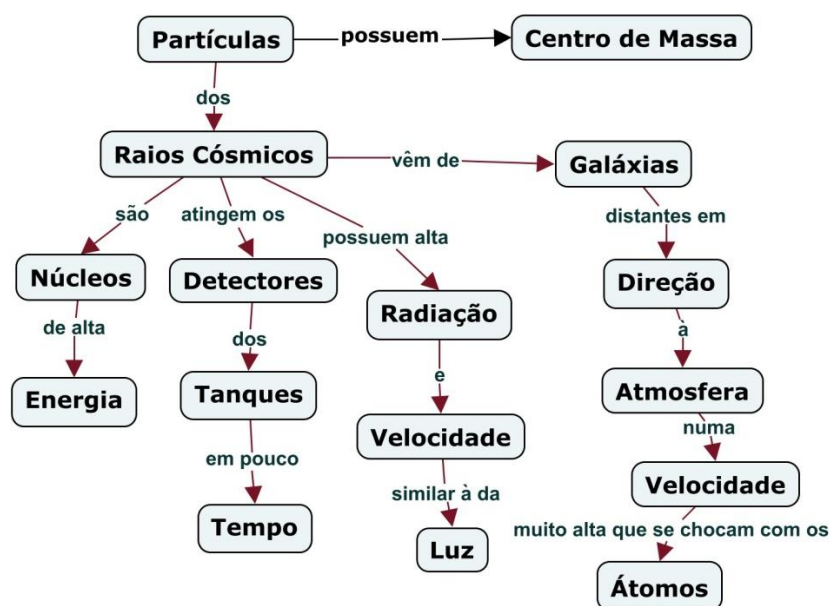 Partículas
possuem
Centro de Massa
dos
Raios Cósmicos
vêm de
Galáxias
são
atingem os
possuem alta
distantes em
Núcleos
Detectores
Radiação
Direção
de alta
dos
e
à
Energia
Tanques
Velocidade
Atmosfera
numa
em pouco
similar à da
Velocidade
Tempo
Luz
muito alta que se chocam com os
Átomos